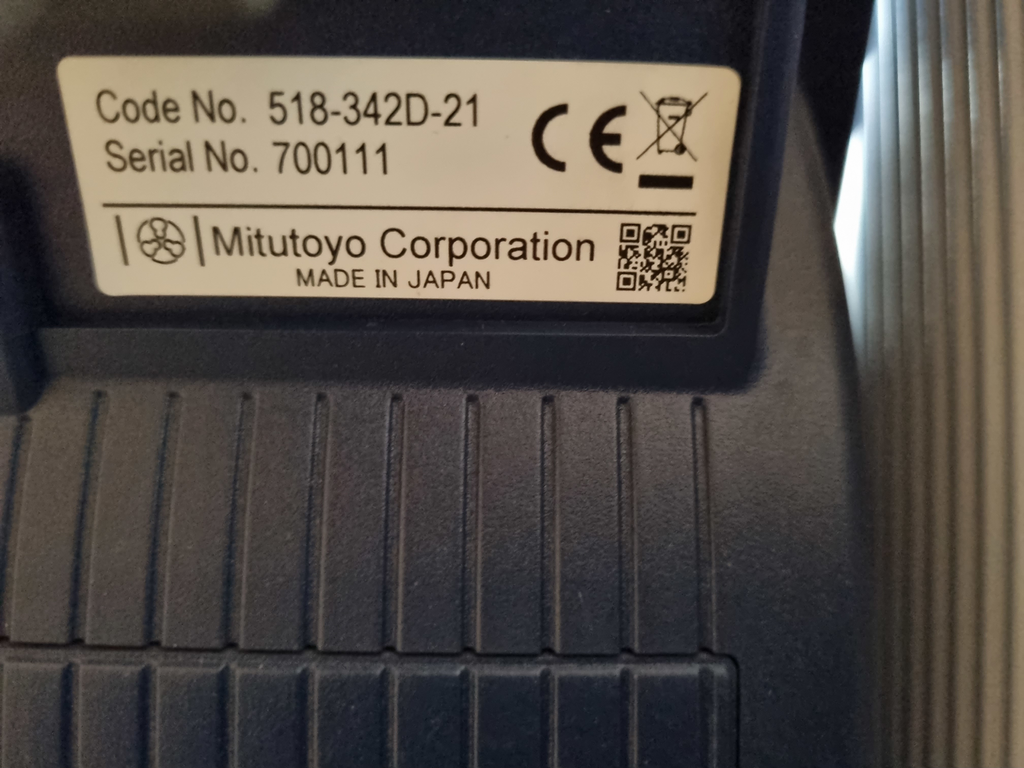 Code No. 518-342D-21
Serial No. 700111
CE
Mitutoyo Corporation
MADE IN JAPAN